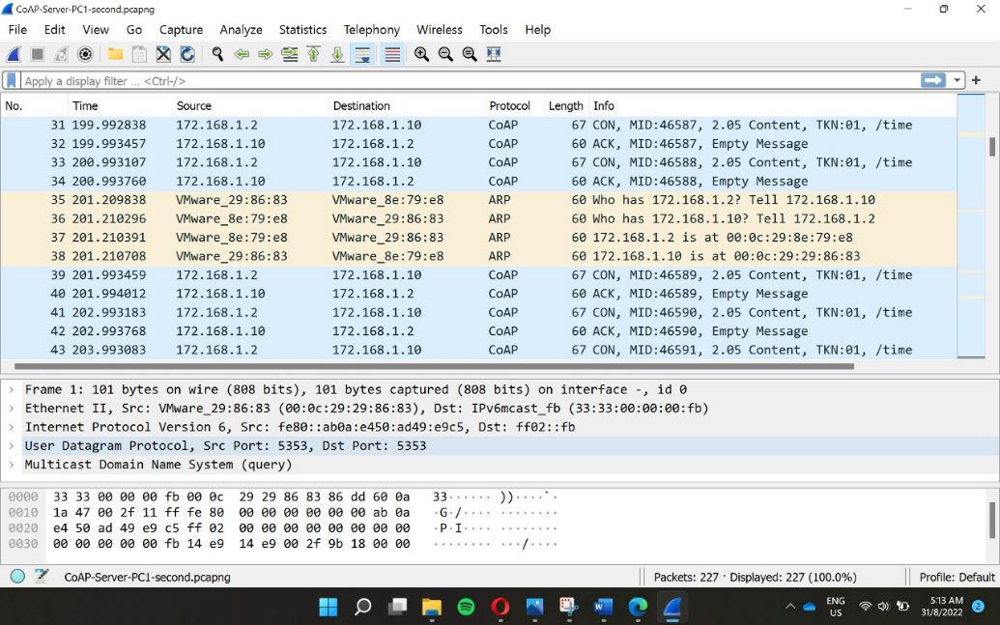 CoAP-Server-PC1-second.pcapng
File Edit View Go Capture Analyze Statistics Telephony Wireless Tools Help
Apply a display filter ... <Ctrl-/>
No. Time Source Destination Protocol Length Info
31 199.992838 172.168.1.2 172.168.1.10 CoAP 67 CON, MID:46587, 2.05 Content, TKN:01, /time
32 199.993457 172.168.1.10 172.168.1.2 CoAP 60 ACK, MID:46587, Empty Message
33 200.993107 172.168.1.2 172.168.1.10 CoAP 67 CON, MID:46588, 2.05 Content, TKN:01, /time
34 200.993760 172.168.1.10 172.168.1.2 CoAP 60 ACK, MID:46588, Empty Message
35 201.209838 VMware_29:86:83 VMware_8e:79:e8 ARP 60 Who has 172.168.1.2? Tell 172.168.1.10
36 201.210296 VMware_8e:79:e8 VMware_29:86:83 ARP 60 Who has 172.168.1.10? Tell 172.168.1.2
37 201.210391 VMware_8e:79:e8 VMware_29:86:83 ARP 60 172.168.1.2 is at 00:0c:29:8e:79:e8
38 201.210708 VMware_29:86:83 VMware_8e:79:e8 ARP 60 172.168.1.10 is at 00:0c:29:29:86:83
39 201.993459 172.168.1.2 172.168.1.10 CoAP 67 CON, MID:46589, 2.05 Content, TKN:01, /time
40 201.994012 172.168.1.10 172.168.1.2 CoAP 60 ACK, MID:46589, Empty Message
41 202.993183 172.168.1.2 172.168.1.10 CoAP 67 CON, MID:46590, 2.05 Content, TKN:01, /time
42 202.993768 172.168.1.10 172.168.1.2 CoAP 60 ACK, MID:46590, Empty Message
43 203.993083 172.168.1.2 172.168.1.10 CoAP 67 CON, MID:46591, 2.05 Content, TKN:01, /time
Frame 1: 101 bytes on wire (808 bits), 101 bytes captured (808 bits) on interface -, id 0
Ethernet II, Src: VMware_29:86:83 (00:0c:29:29:86:83), Dst: IPv6mcast_fb (33:33:00:00:00:fb)
Internet Protocol Version 6, Src: fe80::ab0a:e450:ad49:e9c5, Dst: ff02::fb
User Datagram Protocol, Src Port: 5353, Dst Port: 5353
Multicast Domain Name System (query)
0000 33 33 00 00 00 fb 00 0c 29 29 86 83 86 dd 60 0a 33······ ))····`·
0010 1a 47 00 2f 11 ff fe 80 00 00 00 00 00 00 ab 0a ·G·/···· ········
0020 e4 50 ad 49 e9 c5 ff 02 00 00 00 00 00 00 00 00 ·P·I···· ········
0030 00 00 00 00 00 fb 14 e9 14 e9 00 2f 9b 18 00 00 ········ ···/····
CoAP-Server-PC1-second.pcapng Packets: 227 · Displayed: 227 (100.0%) Profile: Default
ENG
US
5:13 AM
31/8/2022
2